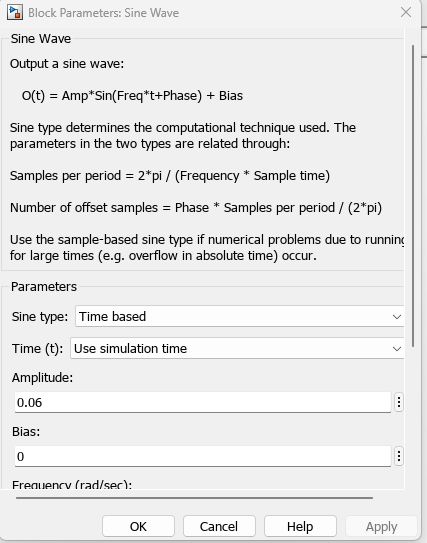 Block Parameters: Sine Wave
Sine Wave
Output a sine wave:
O(t) = Amp*Sin(Freq*t+Phase) + Bias
Sine type determines the computational technique used. The
parameters in the two types are related through:
Samples per period = 2*pi / (Frequency * Sample time)
Number of offset samples = Phase * Samples per period / (2*pi)
Use the sample-based sine type if numerical problems due to running
for large times (e.g. overflow in absolute time) occur.
Parameters
Sine type: Time based
Time (t): Use simulation time
Amplitude:
0.06
Bias:
0
Frequency (rad/sec):
OK Cancel Help Apply